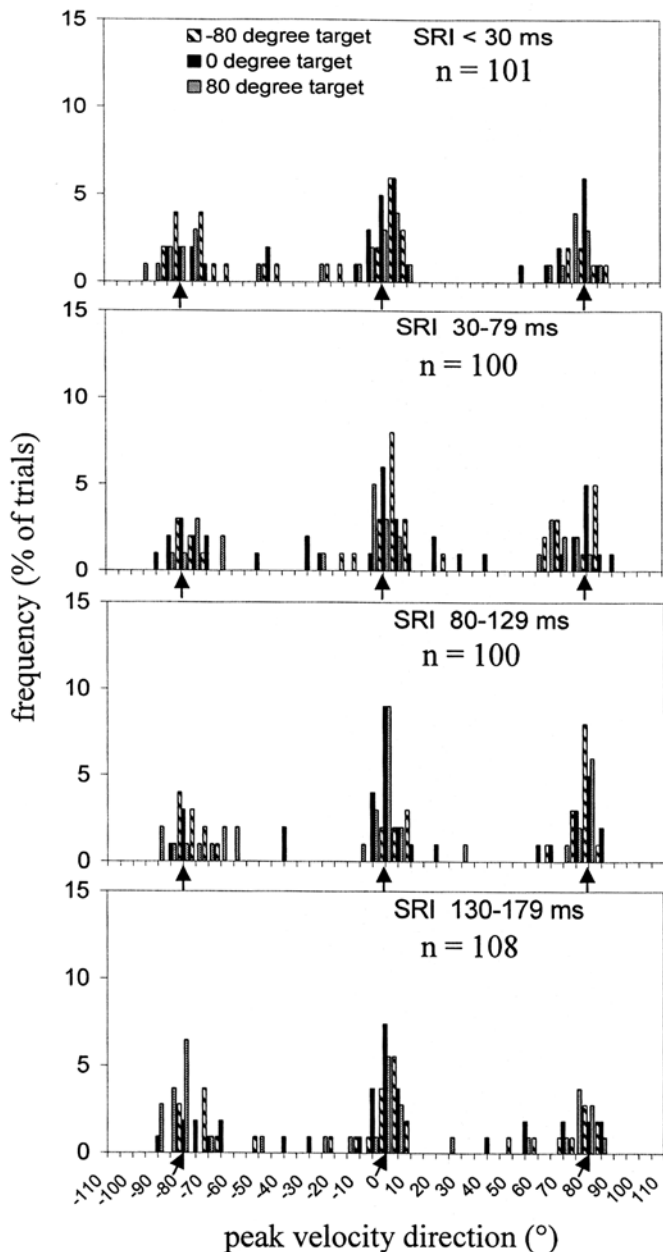 15
-80 degree target
SRI < 30 ms
0 degree target
n = 101
80 degree target
10
5
0
15
SRI 30-79 ms
n = 100
10
5
0
frequency (% of trials)
15
SRI 80-129 ms
n = 100
10
5
0
15
SRI 130-179 ms
n = 108
10
5
0
-110 -100 -90 -80 -70 -60 -50 -40 -30 -20 -10 0 10 20 30 40 50 60 70 80 90 100 110
peak velocity direction (°)